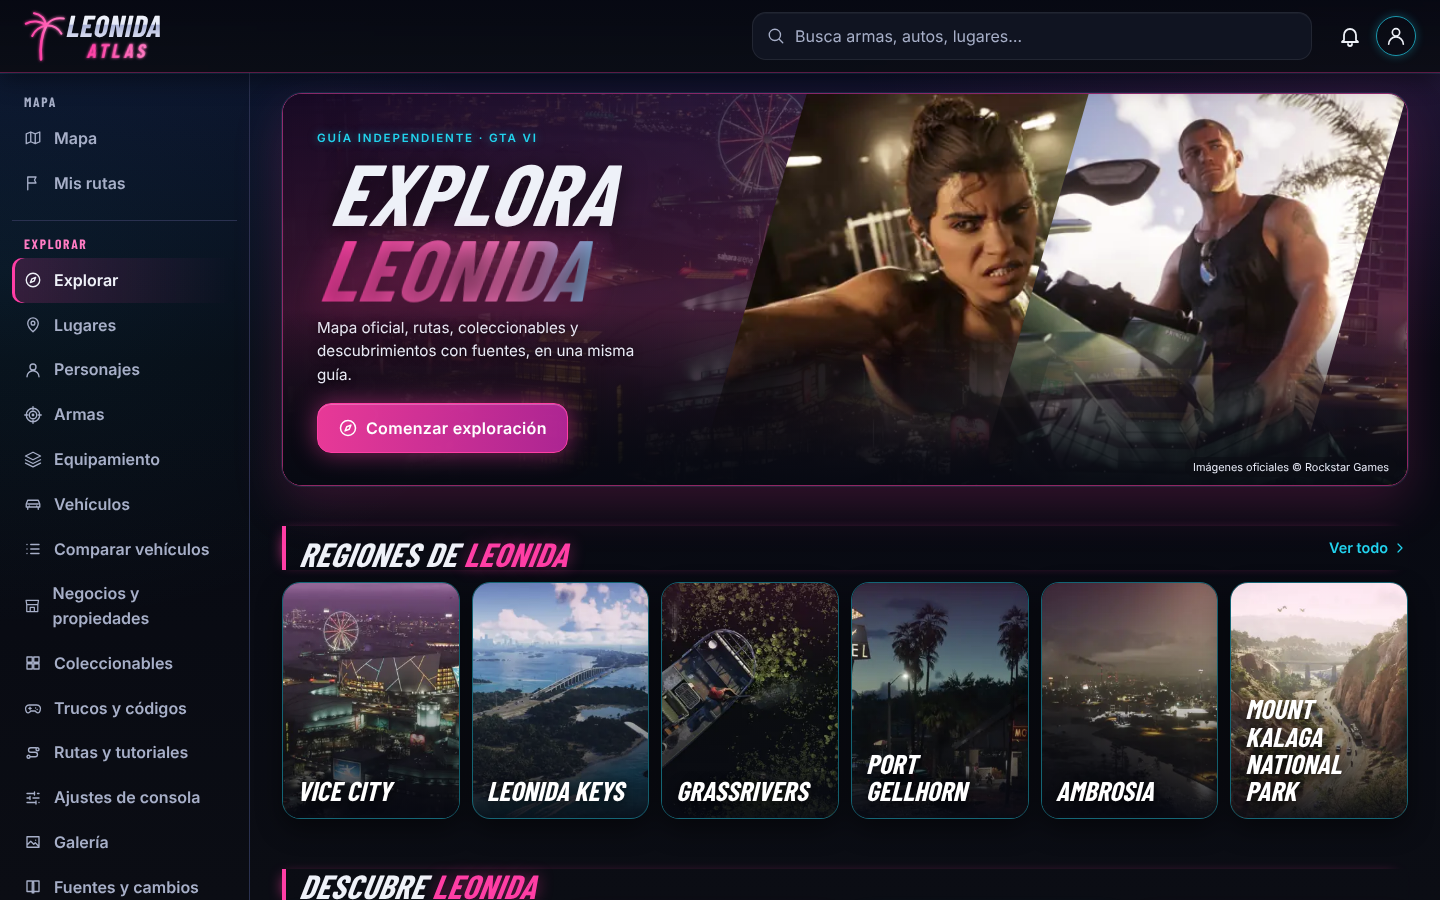 LEONIDA
ATLAS
Busca armas, autos, lugares...
MAPA
Mapa
Mis rutas
EXPLORAR
Explorar
Lugares
Personajes
Armas
Equipamiento
Vehículos
Comparar vehículos
Negocios y
propiedades
Coleccionables
Trucos y códigos
Rutas y tutoriales
Ajustes de consola
Galería
Fuentes y cambios
GUÍA INDEPENDIENTE · GTA VI
EXPLORA
LEONIDA
Mapa oficial, rutas, coleccionables y
descubrimientos con fuentes, en una misma
guía.
Comenzar exploración
Imágenes oficiales © Rockstar Games
REGIONES DE LEONIDA
Ver todo
VICE CITY
LEONIDA KEYS
GRASSRIVERS
PORT
GELLHORN
AMBROSIA
MOUNT
KALAGA
NATIONAL
PARK
DESCUBRE LEONIDA